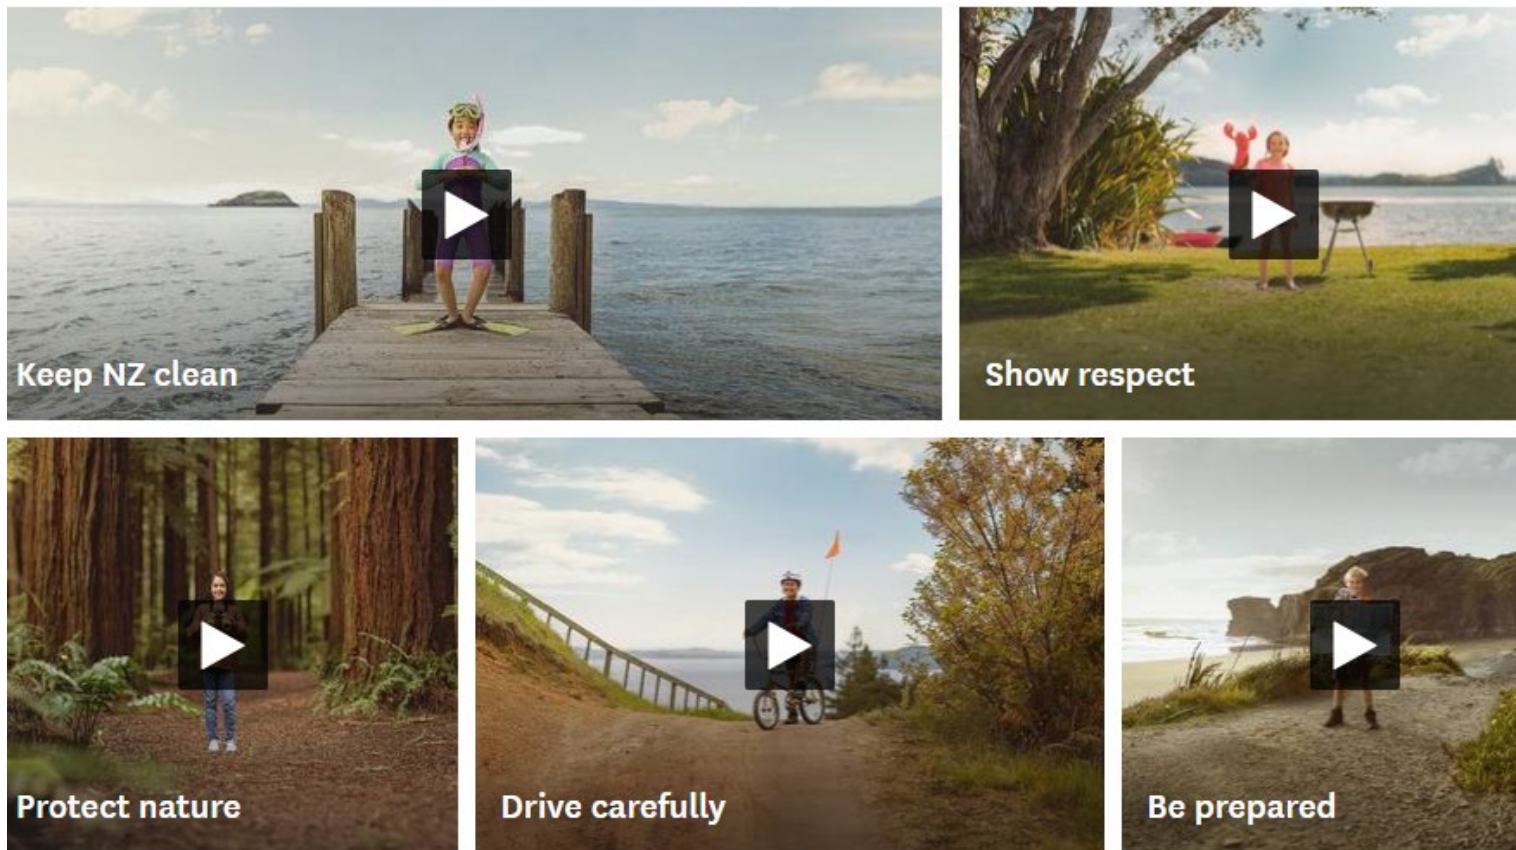 Keep NZ clean
Show respect
Protect nature
Drive carefully
Be prepared